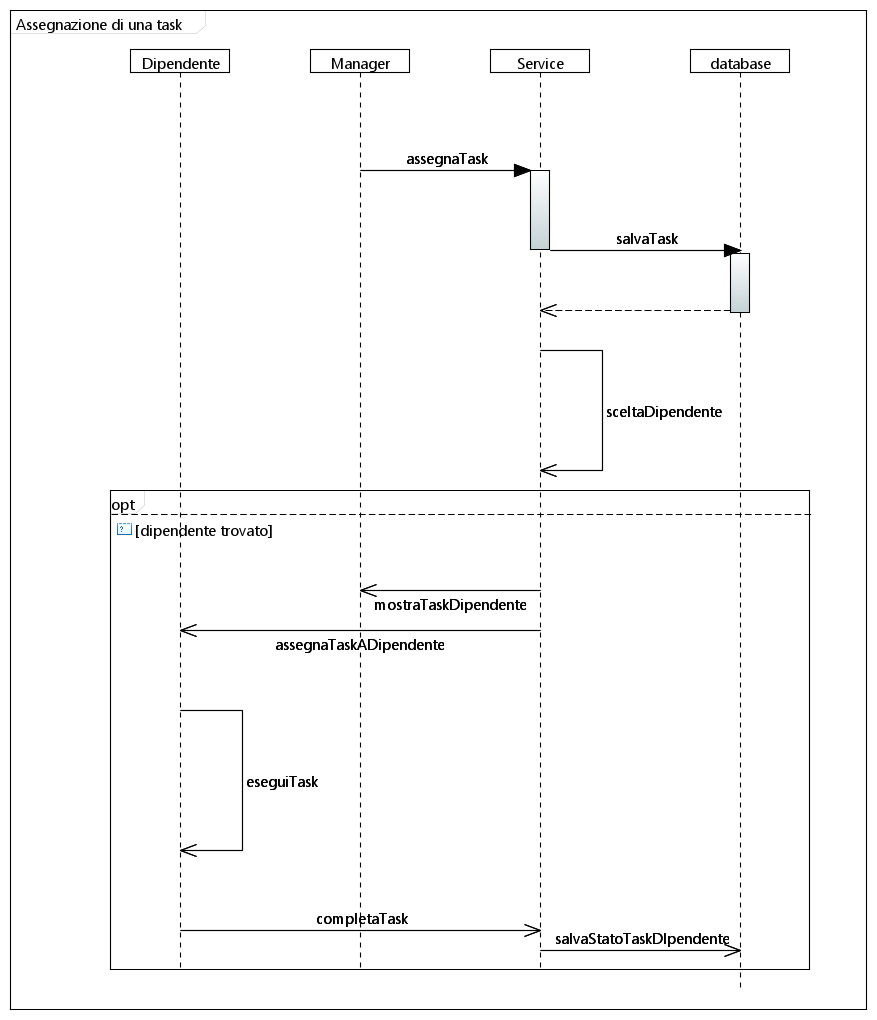 Assegnazione di una task
Dipendente
Manager
Service
database
assegnaTask
salvaTask
sceltaDipendente
opt
[dipendente trovato]
mostraTaskDipendente
assegnaTaskADipendente
eseguiTask
completaTask
salvaStatoTaskDIpendente